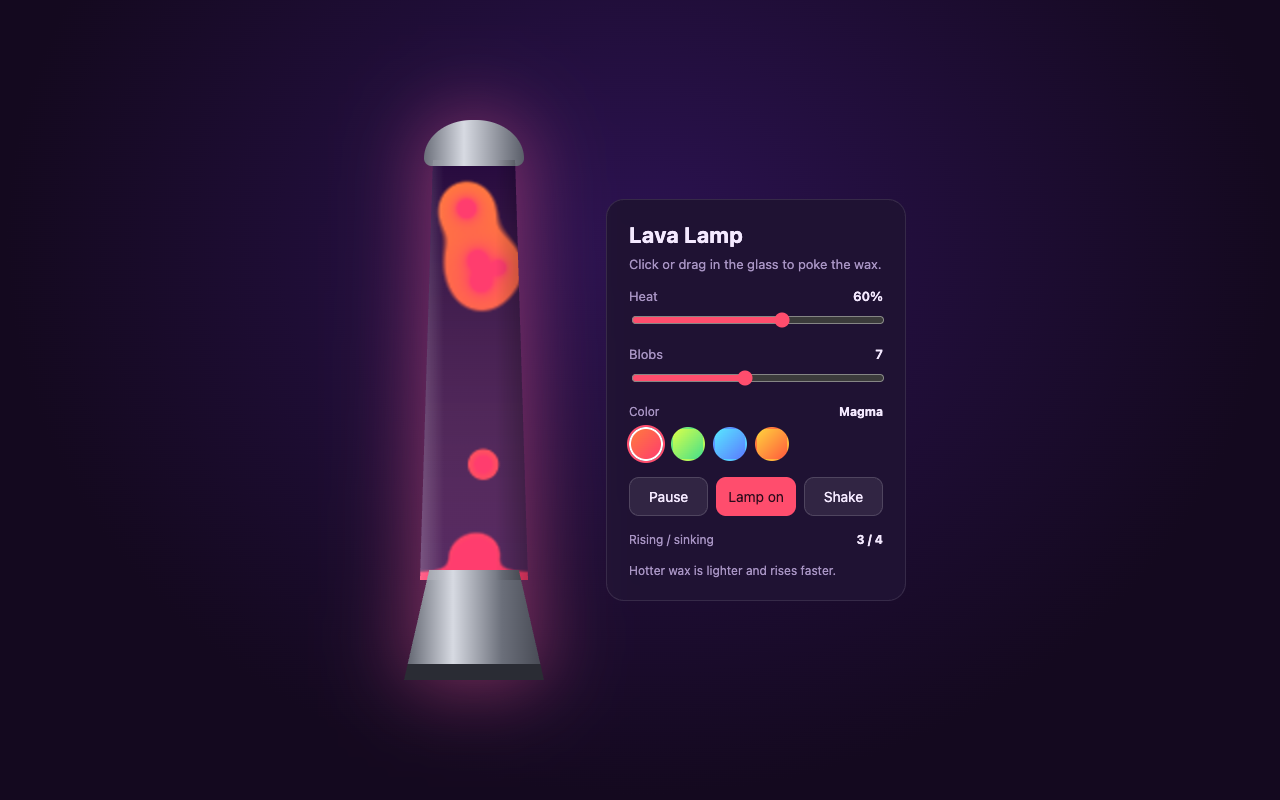 Lava Lamp
Click or drag in the glass to poke the wax.
Heat 60%
Blobs 7
Color Magma
Pause Lamp on Shake
Rising / sinking 3 / 4
Hotter wax is lighter and rises faster.